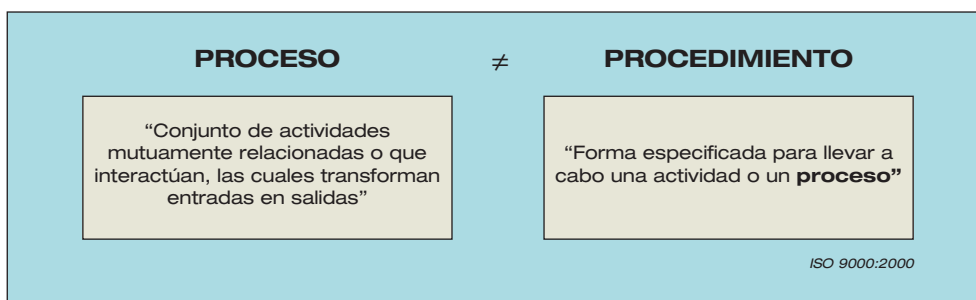 PROCESO ≠ PROCEDIMIENTO
“Conjunto de actividades
mutuamente relacionadas o que
interactúan, las cuales transforman
entradas en salidas”
“Forma especificada para llevar a
cabo una actividad o un proceso”
ISO 9000:2000